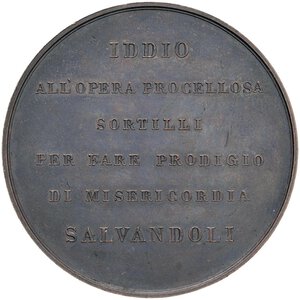 IDDIO
ALL'OPERA PROCELLOSA
SORTILLI
PER FARE PRODIGIO
DI MISERICORDIA
SALVANDOLI